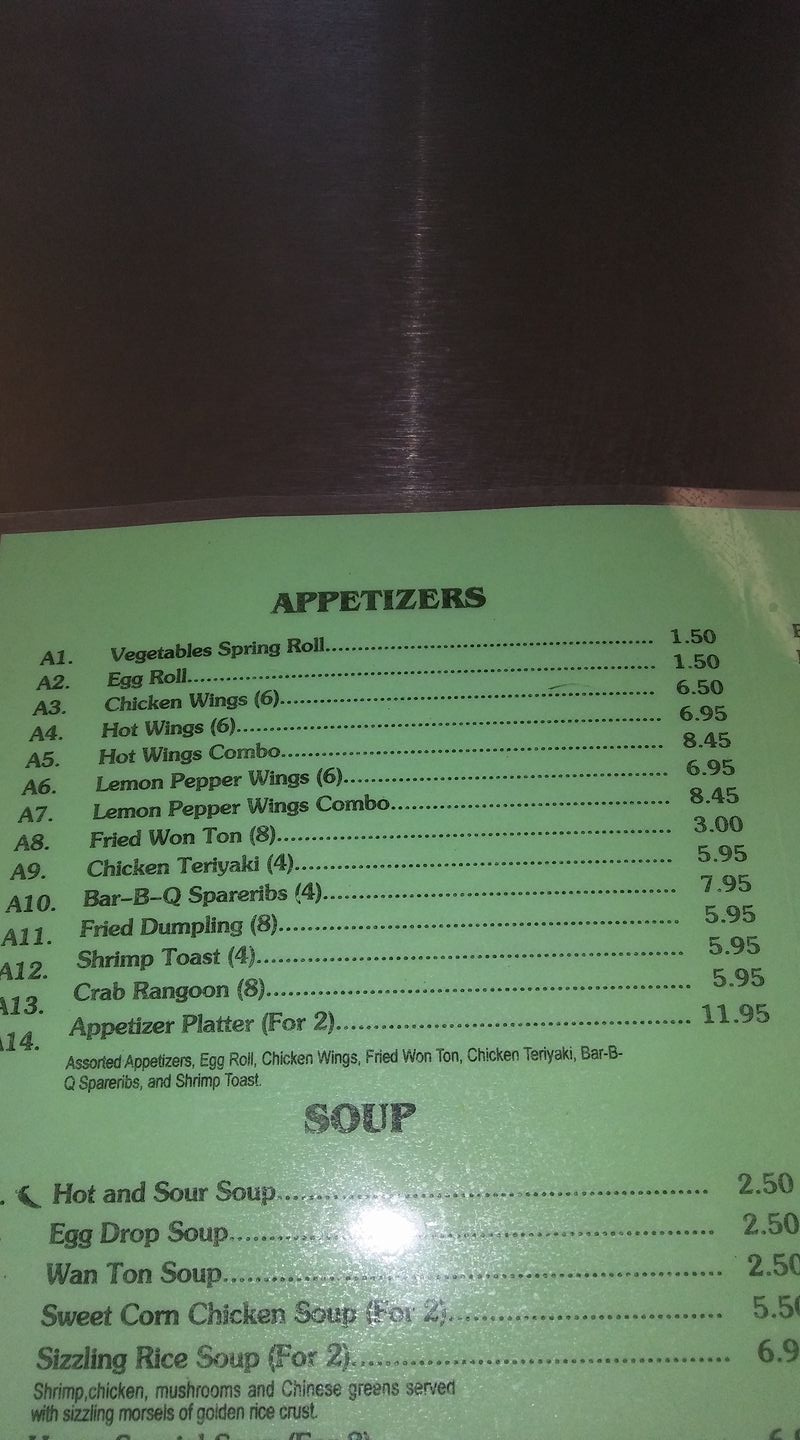 APPETIZERS
A1. Vegetables Spring Roll 1.50
A2. Egg Roll 1.50
A3. Chicken Wings (6) 6.50
A4. Hot Wings (6) 6.95
A5. Hot Wings Combo 8.45
A6. Lemon Pepper Wings (6) 6.95
A7. Lemon Pepper Wings Combo 8.45
A8. Fried Won Ton (8) 3.00
A9. Chicken Teriyaki (4) 5.95
A10. Bar-B-Q Spareribs (4) 7.95
A11. Fried Dumpling (8) 5.95
A12. Shrimp Toast (4) 5.95
A13. Crab Rangoon (8) 5.95
A14. Appetizer Platter (For 2) 11.95
Assorted Appetizers, Egg Roll, Chicken Wings, Fried Won Ton, Chicken Teriyaki, Bar-B-
Q Spareribs, and Shrimp Toast.
SOUP
Hot and Sour Soup 2.50
Egg Drop Soup 2.50
Wan Ton Soup 2.50
Sweet Corn Chicken Soup (For 2) 5.50
Sizzling Rice Soup (For 2) 6.9
Shrimp,chicken, mushrooms and Chinese greens served
with sizzling morsels of golden rice crust.